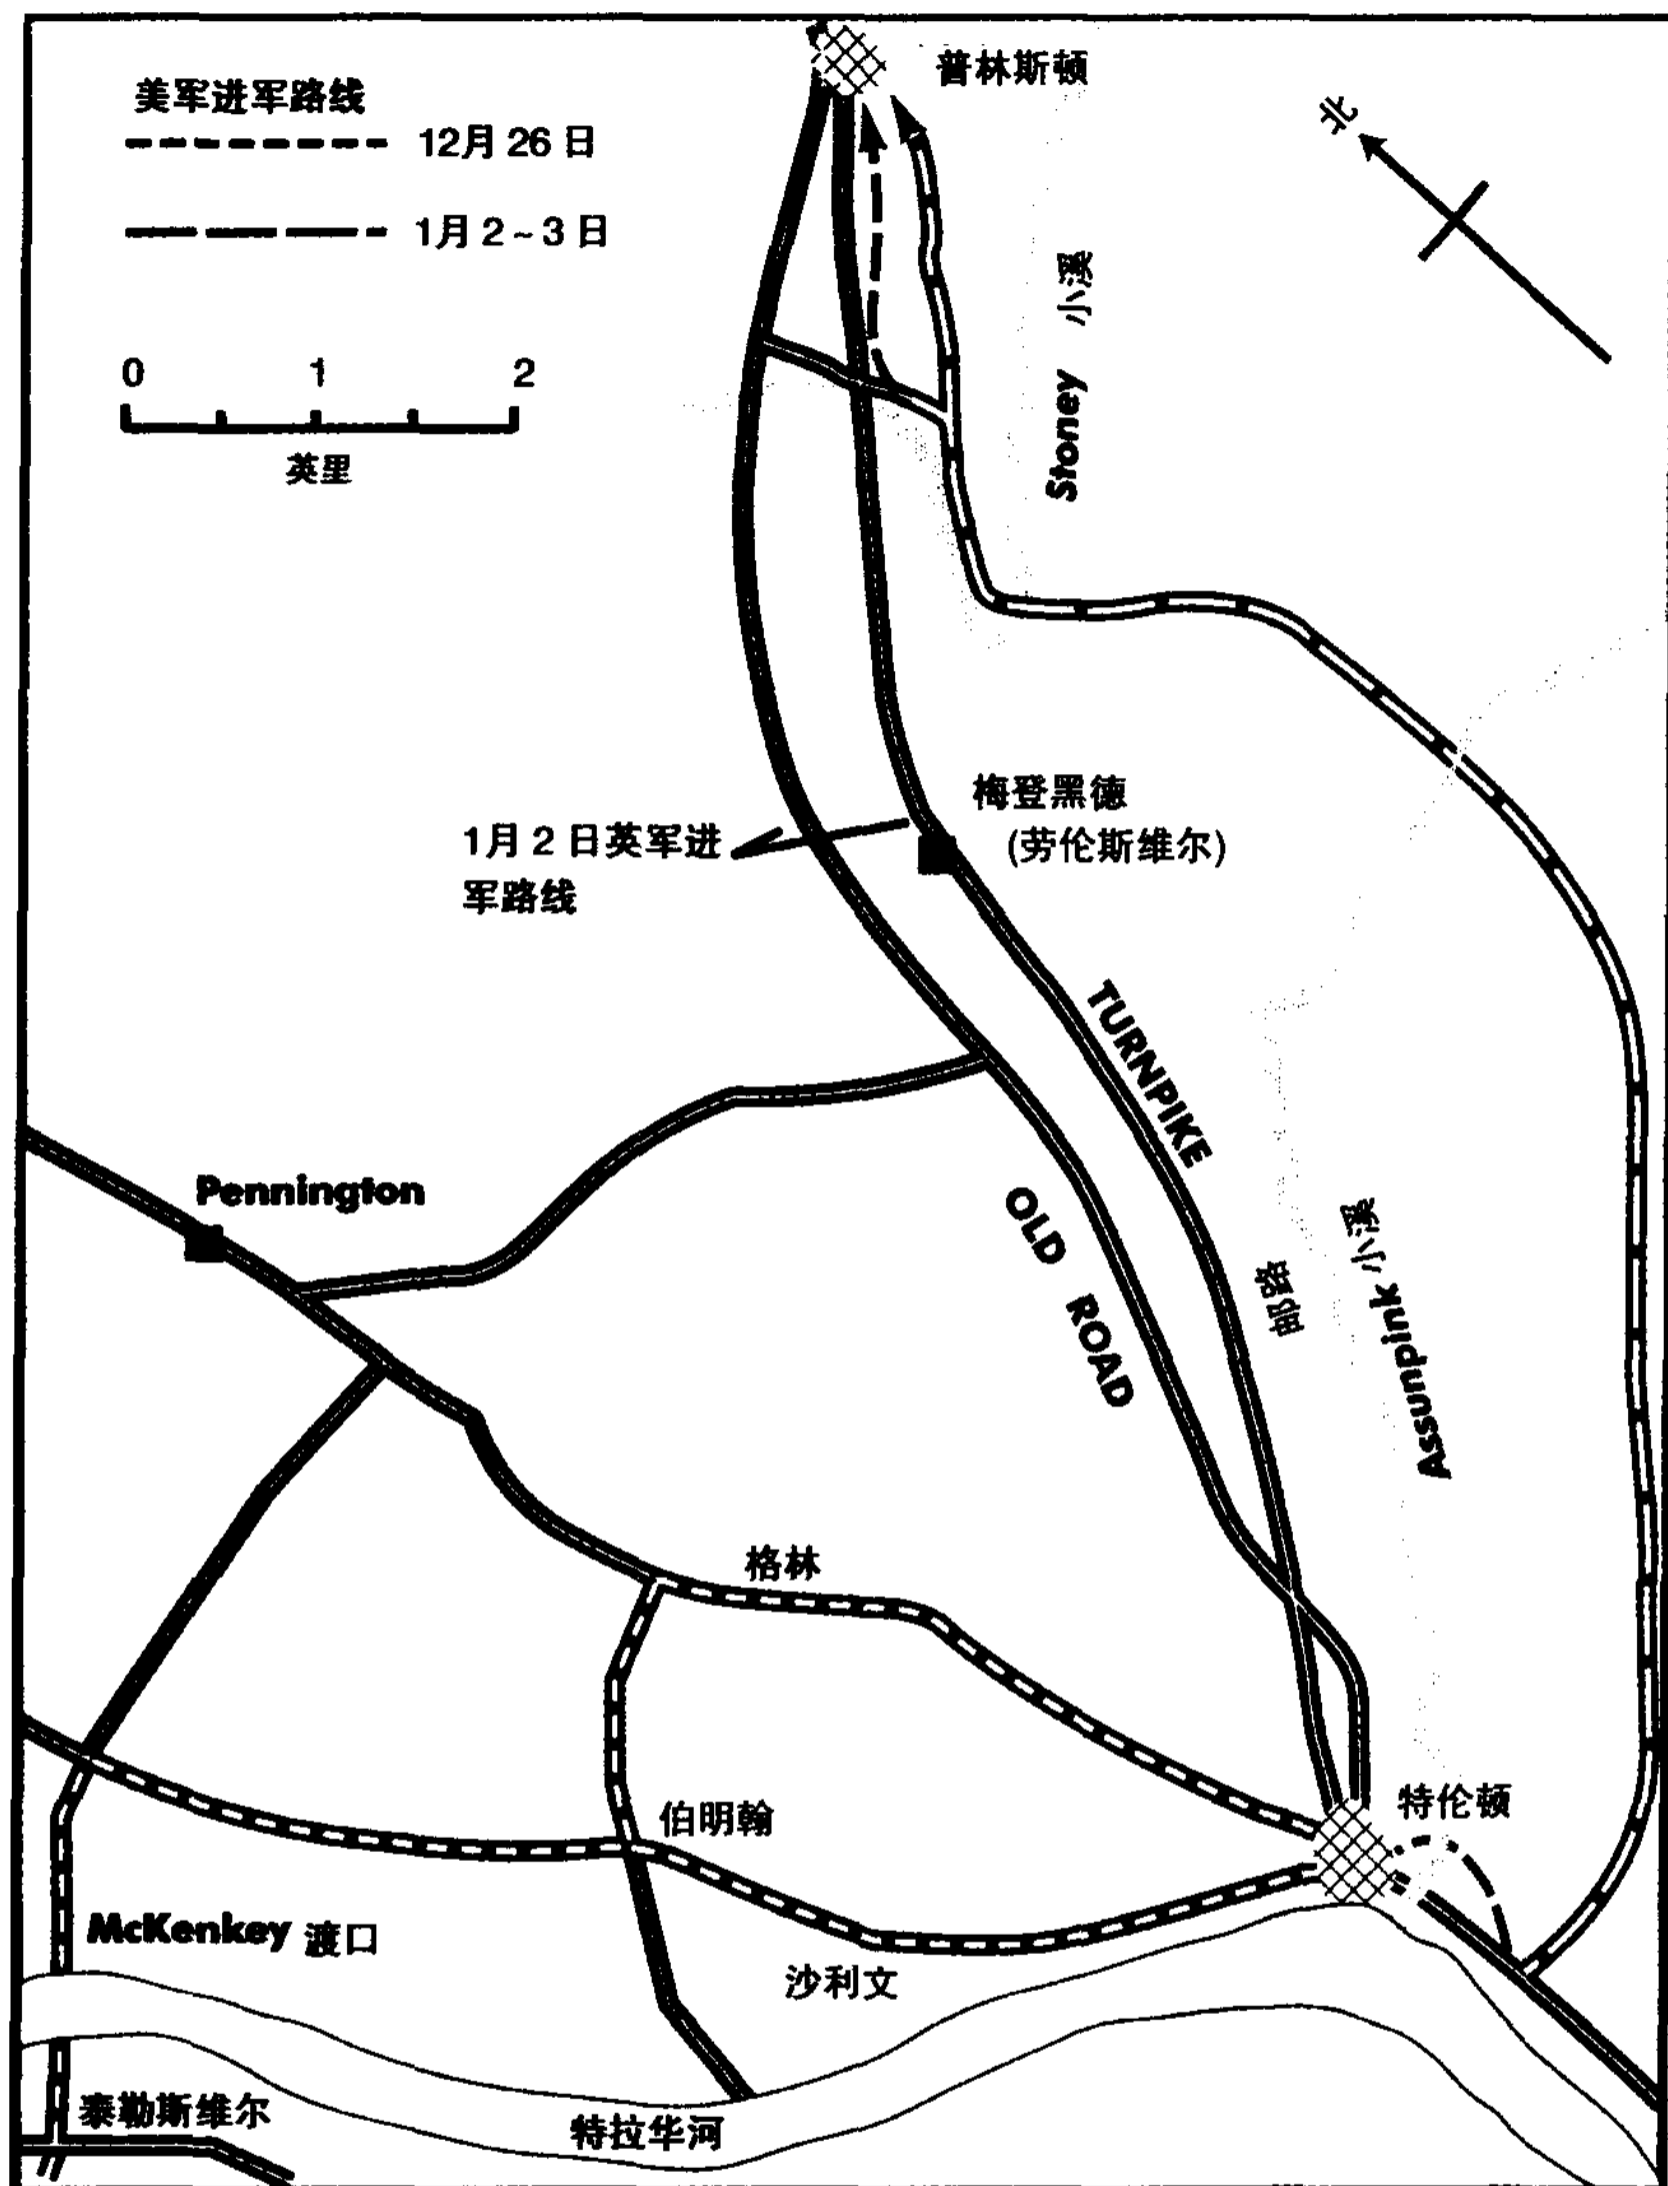 普林斯顿
美军进军路线
12月 26 日
1月 2 ~ 3 日
北
0 1 2
英里
Stoney 小溪
梅登黑德
(劳伦斯维尔)
1月 2 日英军进
军路线
TURNPIKE
OLD ROAD
邮路
Assunpink 小溪
Pennington
格林
伯明翰
特伦顿
McKenkey 渡口
沙利文
泰勒斯维尔
特拉华河